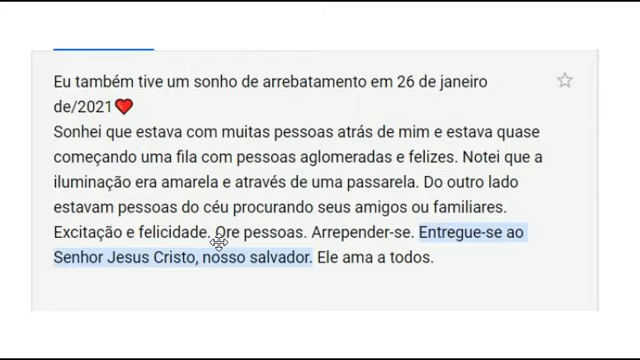 Eu também tive um sonho de arrebatamento em 26 de janeiro
de/2021❤️
Sonhei que estava com muitas pessoas atrás de mim e estava quase
começando uma fila com pessoas aglomeradas e felizes. Notei que a
iluminação era amarela e através de uma passarela. Do outro lado
estavam pessoas do céu procurando seus amigos ou familiares.
Excitação e felicidade. Ore pessoas. Arrepender-se. Entregue-se ao
Senhor Jesus Cristo, nosso salvador. Ele ama a todos.